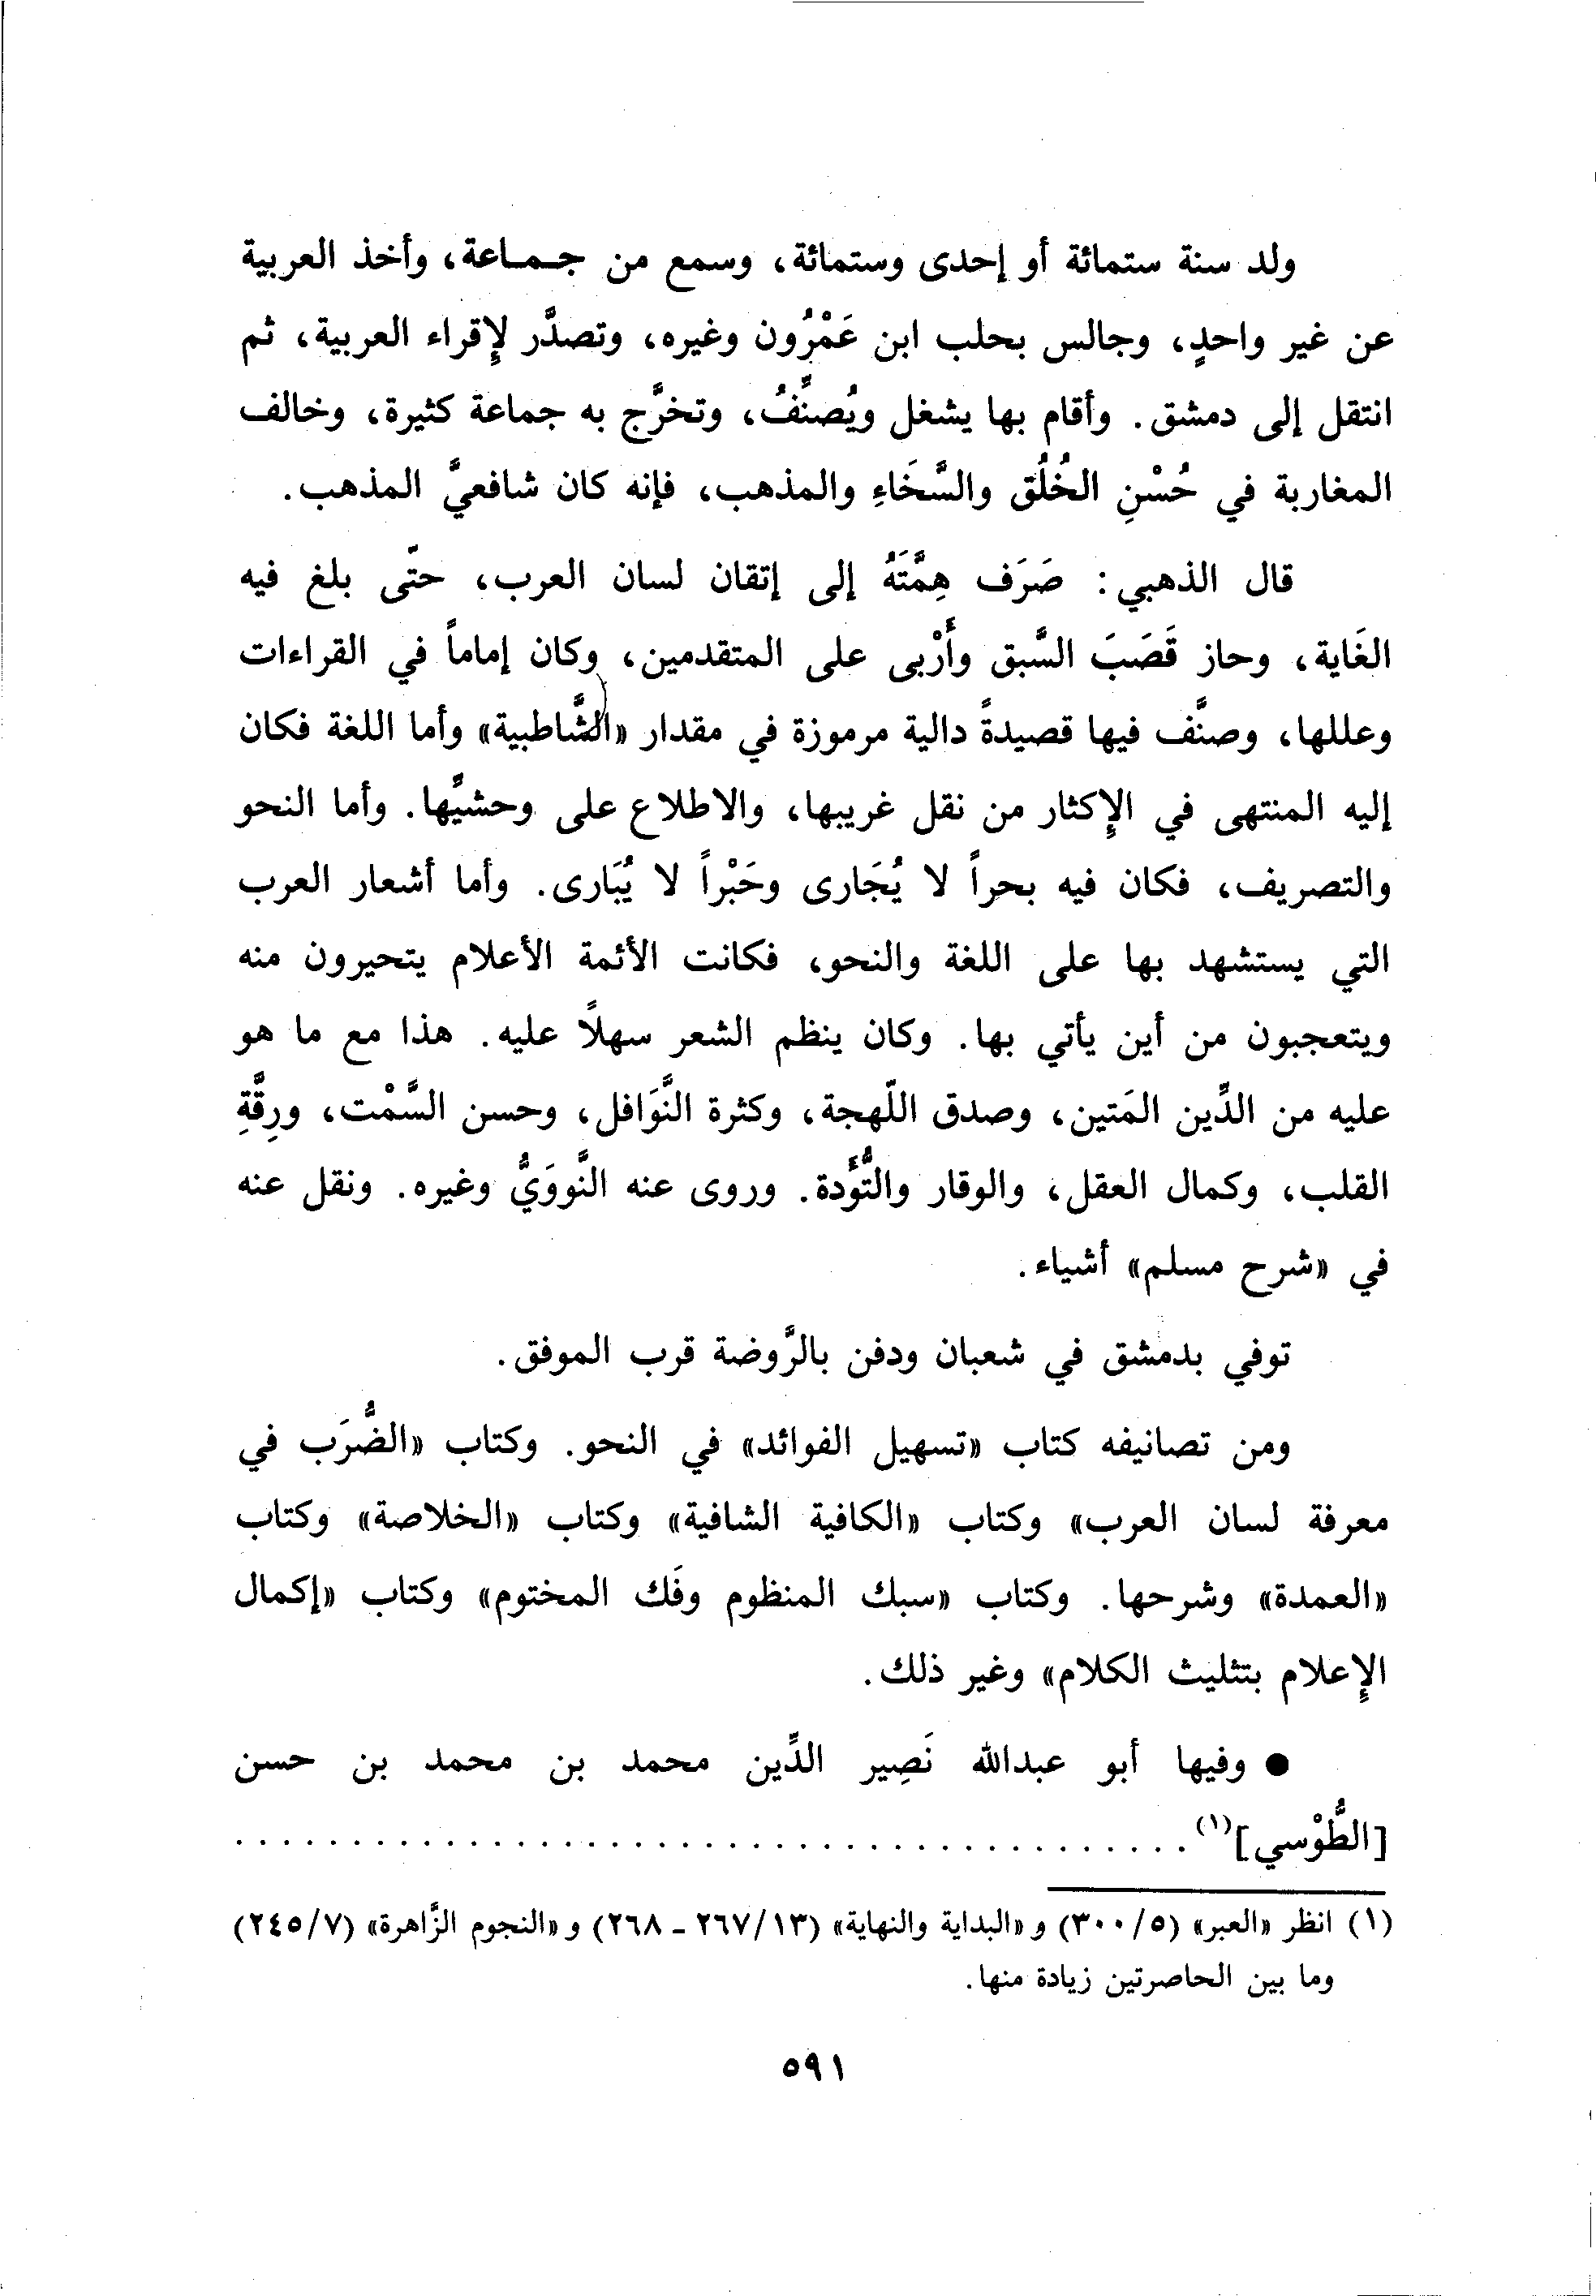 ولد سنة ستمائة أو إحدى وستمائة، وسمع من جـمـاعة، وأخذ العربية
عن غير واحدٍ، وجالس بحلب ابن عَمْرُون وغيره، وتصدَّر لإِقراء العربية، ثم
انتقل إلى دمشق. وأقام بها يشغل ويُصنِّفُ، وتخرَّج به جماعة كثيرة، وخالف
المغاربة في حُسْنِ الخُلُق والسَّخَاءِ والمذهب، فإنه كان شافعيَّ المذهب.
قال الذهبي: صَرَف هِمَّتَهُ إلى إتقان لسان العرب، حتّى بلغ فيه
الغَاية، وحاز قَصَبَ السَّبق وأَرْبى على المتقدمين، وكان إماماً في القراءات
وعللها، وصنَّف فيها قصيدةً دالية مرموزة في مقدار «الشَّاطبية» وأما اللغة فكان
إليه المنتهى في الإِكثار من نقل غريبها، والاطلاع على وحشيِّها. وأما النحو
والتصريف، فكان فيه بحراً لا يُجَارى وحَبْراً لا يُبَارى. وأما أشعار العرب
التي يستشهد بها على اللغة والنحو، فكانت الأئمة الأعلام يتحيرون منه
ويتعجبون من أين يأتي بها. وكان ينظم الشعر سهلاً عليه. هذا مع ما هو
عليه من الدِّين المَتين، وصدق اللّهجة، وكثرة النَّوَافل، وحسن السَّمْت، ورِقَّةِ
القلب، وكمال العقل، والوقار والتُّؤَدة. وروى عنه النَّووَيُّ وغيره. ونقل عنه
في «شرح مسلم» أشياء.
توفي بدمشق في شعبان ودفن بالرَّوضة قرب الموفق.
ومن تصانيفه كتاب «تسهيل الفوائد» في النحو. وكتاب «الضُّرَب في
معرفة لسان العرب» وكتاب «الكافية الشافية» وكتاب «الخلاصة» وكتاب
«العمدة» وشرحها. وكتاب «سبك المنظوم وفَك المختوم» وكتاب «إكمال
الإِعلام بتثليث الكلام» وغير ذلك.
● وفيها أبو عبدالله نَصِير الدِّين محمد بن محمد بن حسن
[الطُّوْسي](١) . . . . . . . . . . . . . . . . . . . . . . . . . . . . . . . . . . . . . . . .
(١) انظر «العبر» (٣٠٠/٥) و«البداية والنهاية» (٢٦٧/١٣ ـ ٢٦٨) و«النجوم الزَّاهرة» (٢٤٥/٧)
وما بين الحاصرتين زيادة منها.
٥٩١